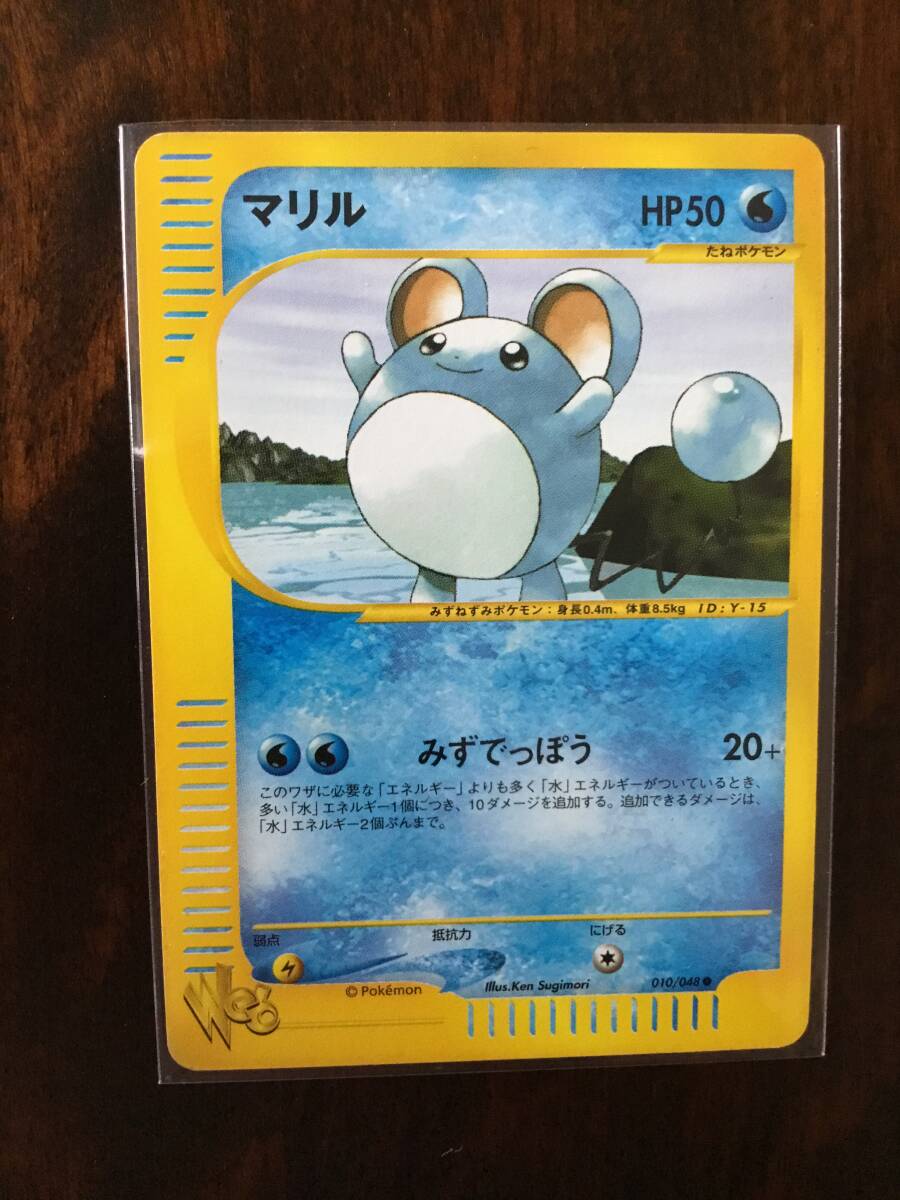 マリル HP50
たねポケモン
みずねずみポケモン：身長0.4m、体重8.5kg ID:Y-15
みずでっぽう 20+
このワザに必要な「エネルギー」よりも多く「水」エネルギーがついているとき、
多い「水」エネルギー1個につき、10ダメージを追加する。追加できるダメージは、
「水」エネルギー2個ぶんまで。
弱点 抵抗力 にげる
Web
©Pokémon Illus.Ken Sugimori 010/048